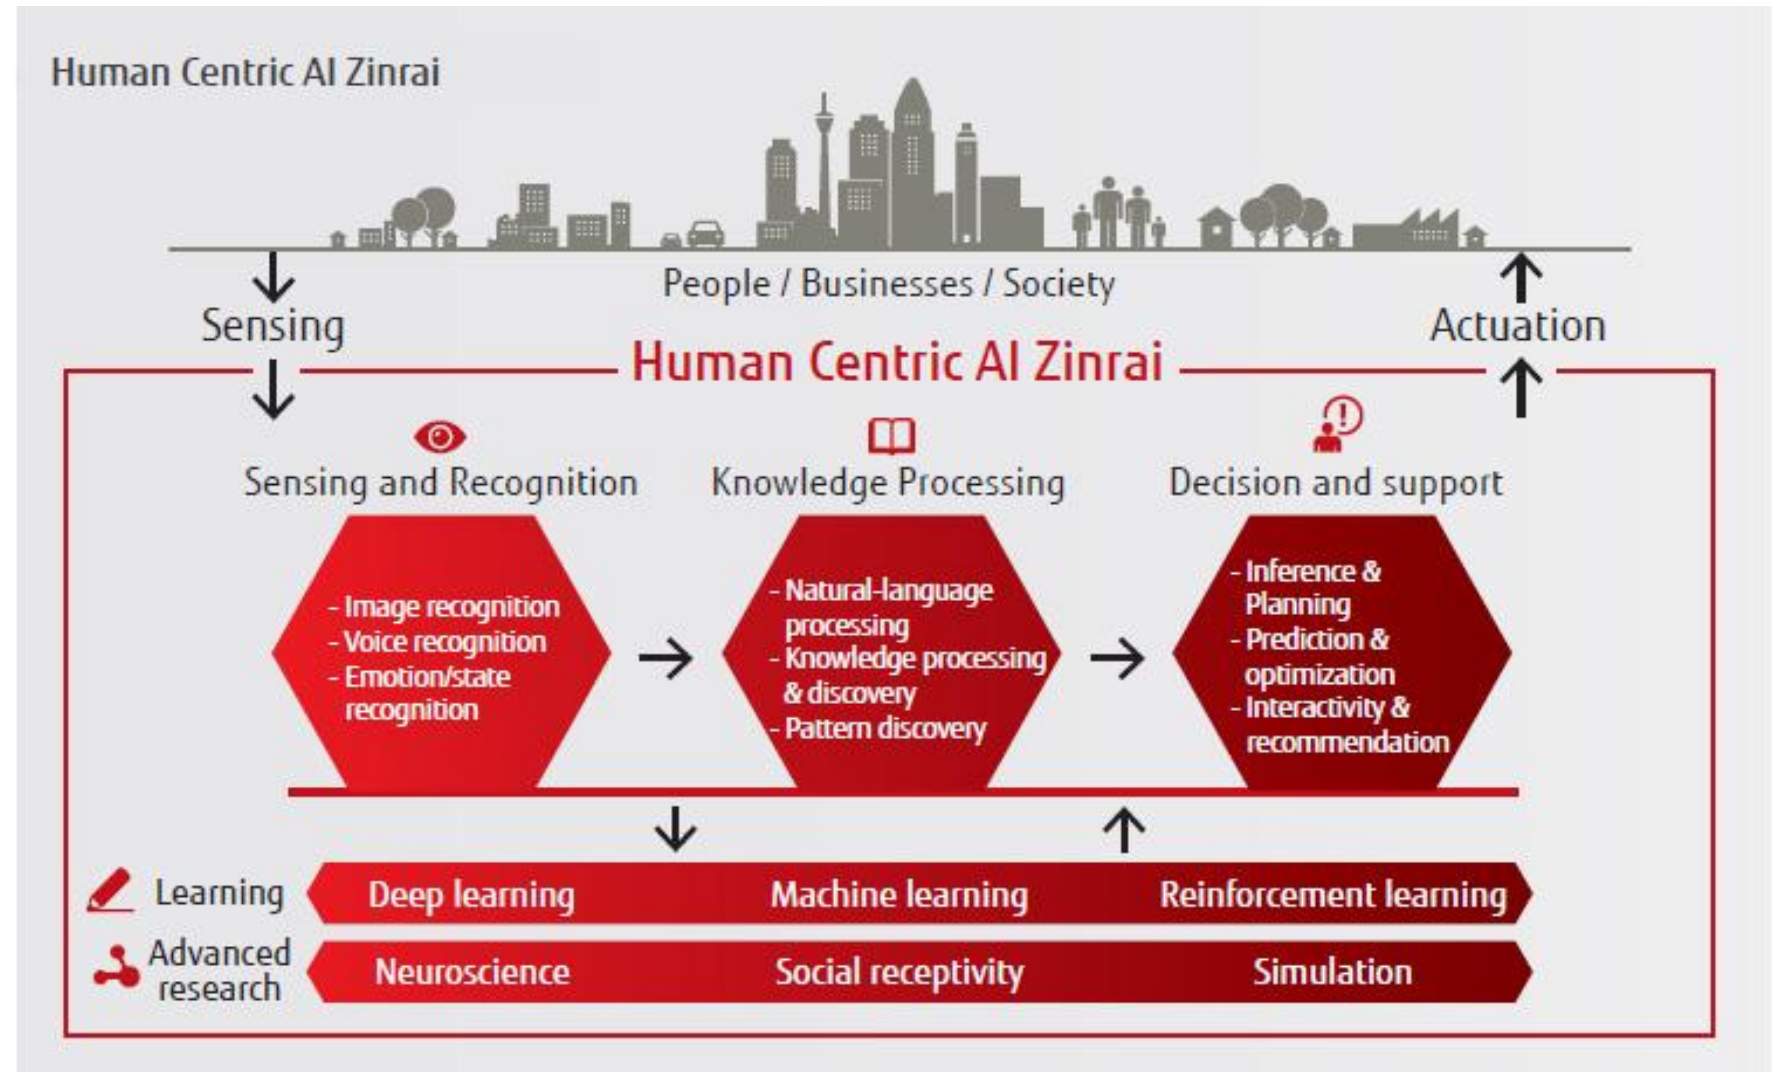 Human Centric AI Zinrai
People / Businesses / Society
Sensing
Actuation
Human Centric AI Zinrai
Sensing and Recognition
Knowledge Processing
Decision and support
- Image recognition
- Voice recognition
- Emotion/state
recognition
- Natural-language
processing
- Knowledge processing
& discovery
- Pattern discovery
- Inference &
Planning
- Prediction &
optimization
- Interactivity &
recommendation
Learning
Deep learning
Machine learning
Reinforcement learning
Advanced
research
Neuroscience
Social receptivity
Simulation